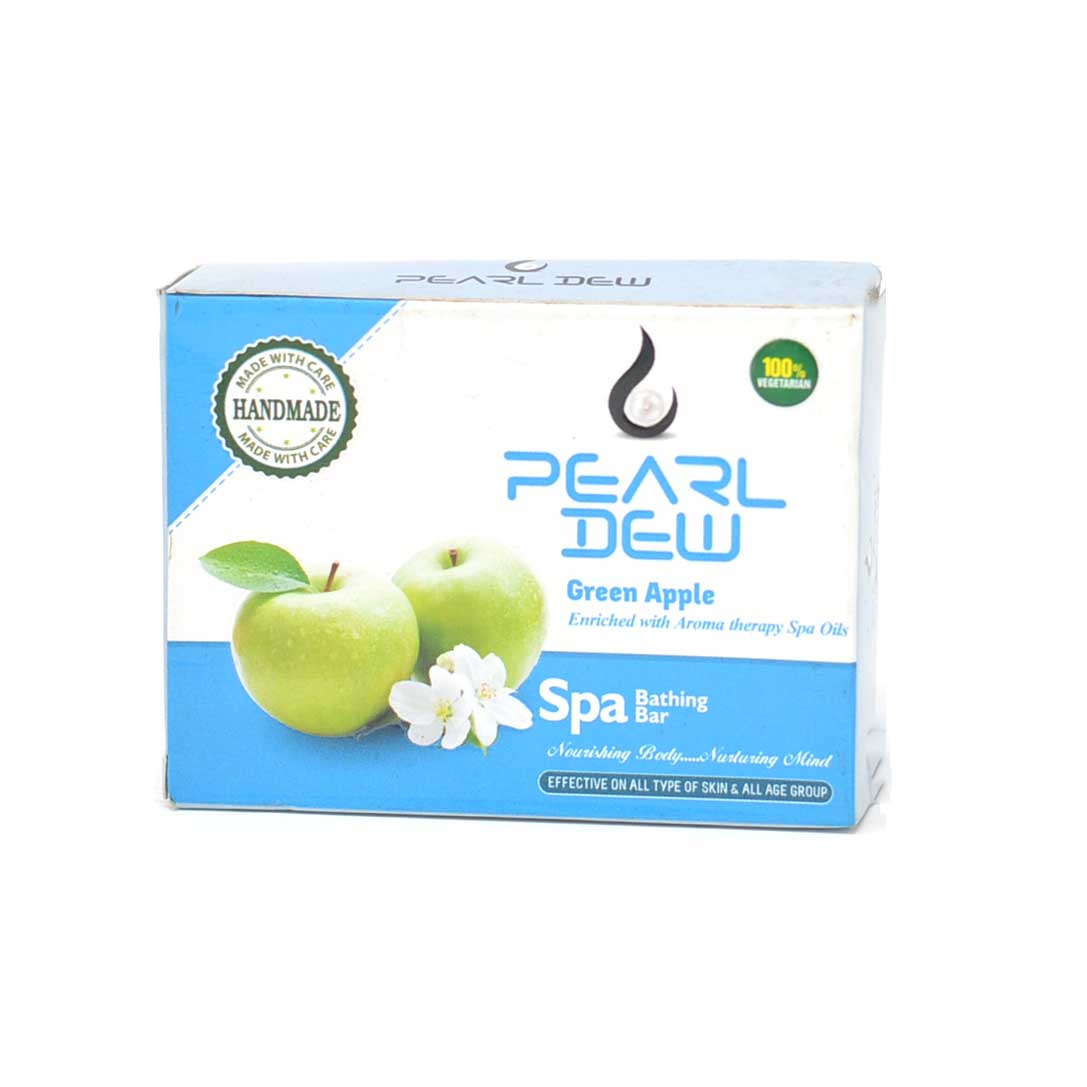 PEARL DEW
MADE WITH CARE
HANDMADE
MADE WITH CARE
100%
VEGETARIAN
PEARL
DEW
Green Apple
Enriched with Aroma therapy Spa Oils
Spa Bathing
Bar
Nourishing Body.....Nurturing Mind
EFFECTIVE ON ALL TYPE OF SKIN & ALL AGE GROUP